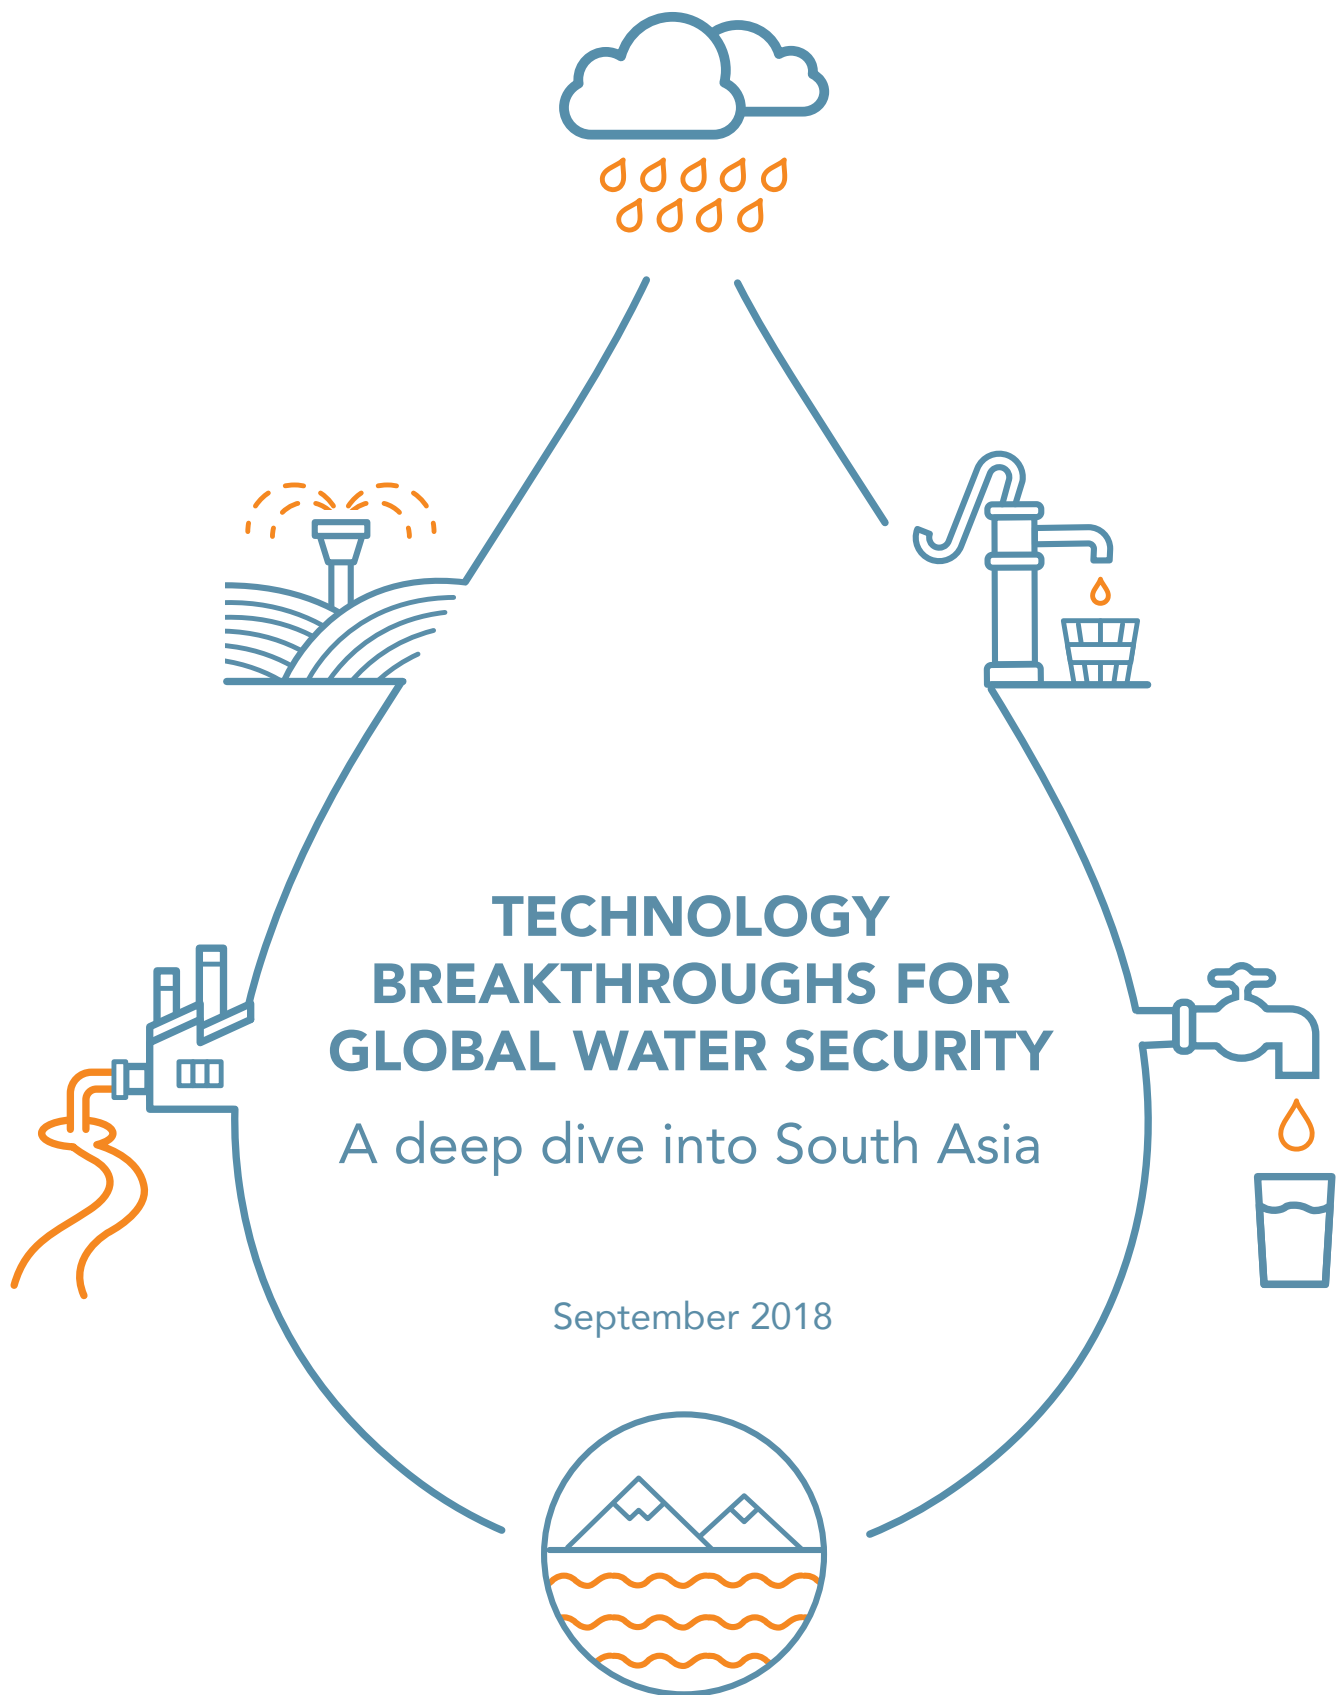 TECHNOLOGY
BREAKTHROUGHS FOR
GLOBAL WATER SECURITY
A deep dive into South Asia
September 2018